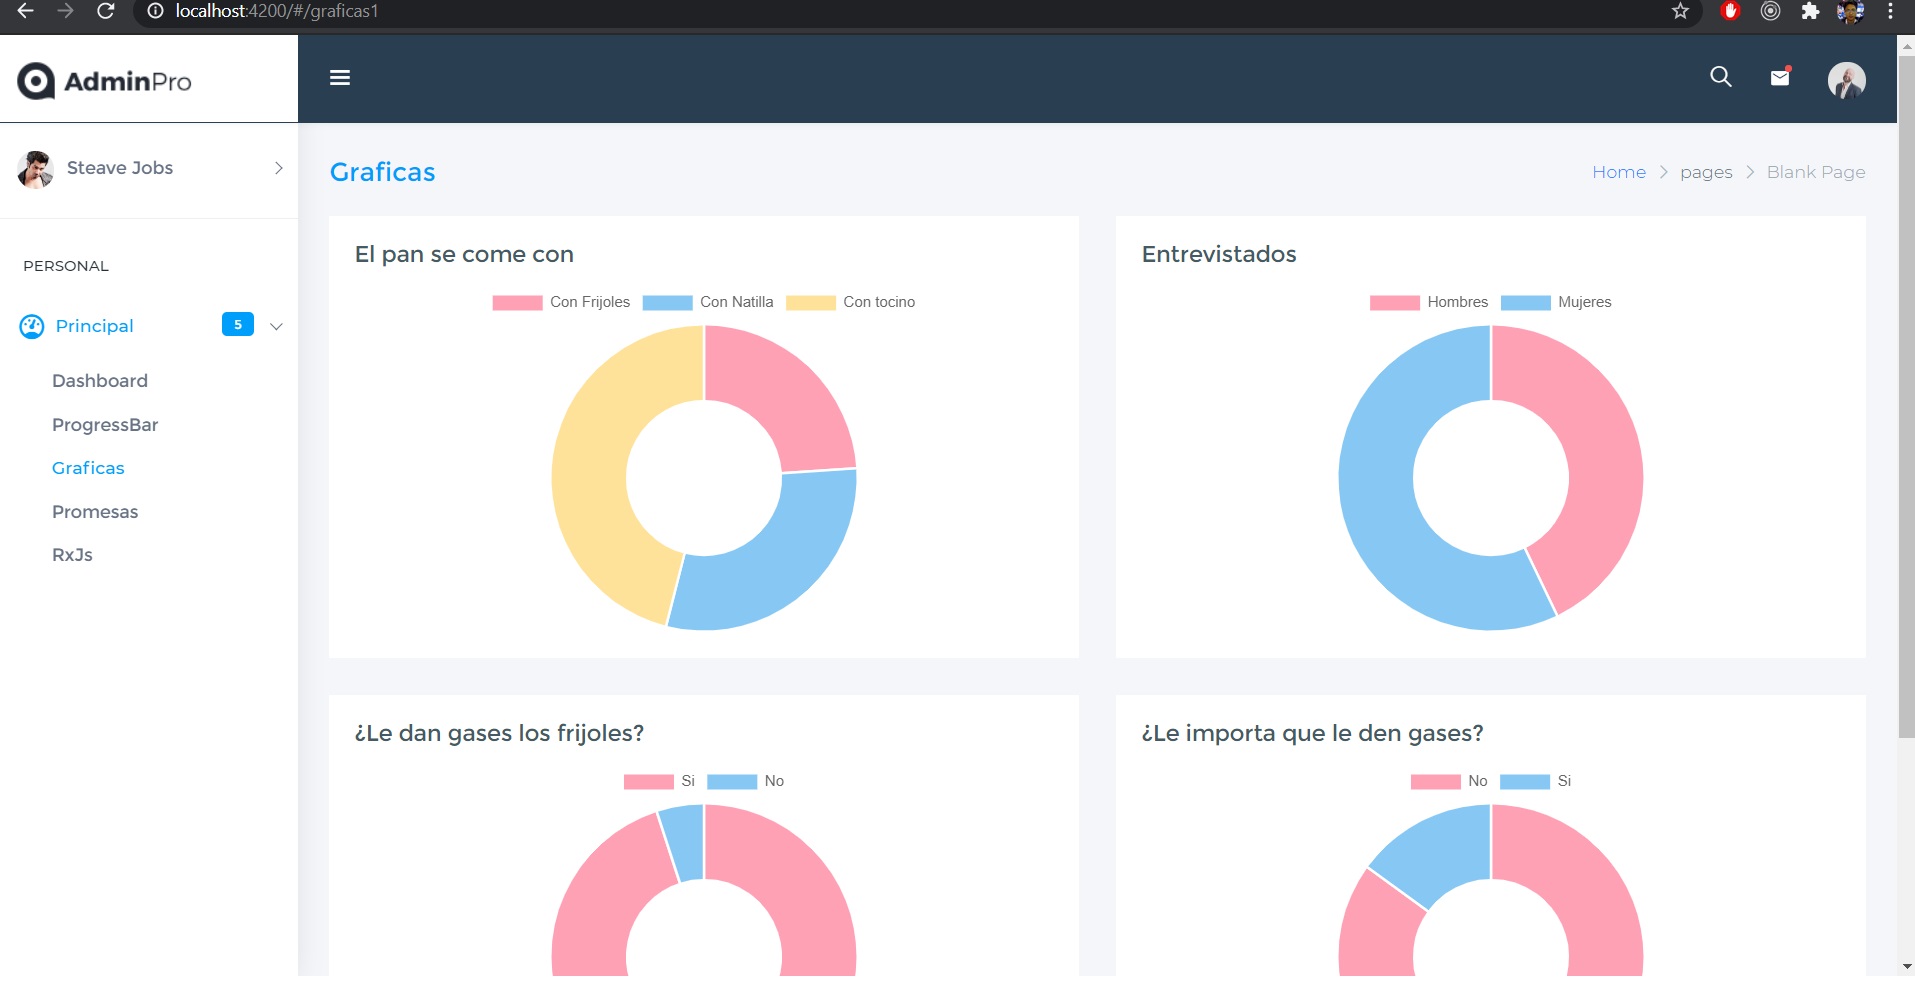 localhost:4200/#/graficas1
AdminPro
Steave Jobs
PERSONAL
Principal 5
Dashboard
ProgressBar
Graficas
Promesas
RxJs
Graficas
Home pages Blank Page
El pan se come con
Con Frijoles Con Natilla Con tocino
Entrevistados
Hombres Mujeres
¿Le dan gases los frijoles?
Si No
¿Le importa que le den gases?
No Si